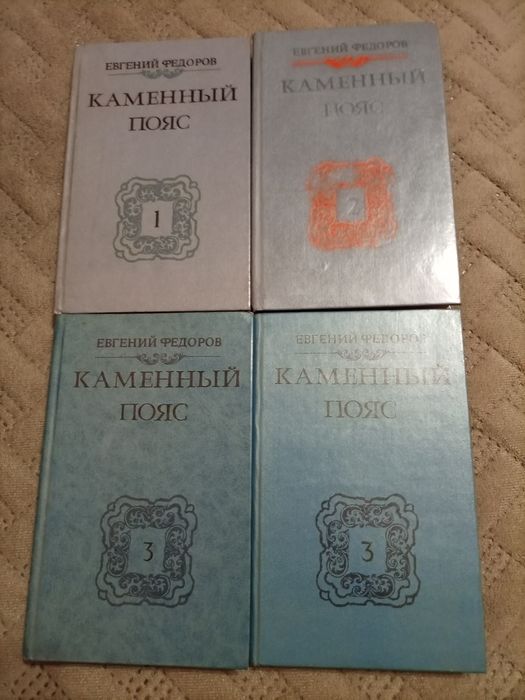 ЕВГЕНИЙ ФЕДОРОВ
КАМЕННЫЙ
ПОЯС
1
ЕВГЕНИЙ ФЕДОРОВ
КАМЕННЫЙ
ПОЯС
2
ЕВГЕНИЙ ФЕДОРОВ
КАМЕННЫЙ
ПОЯС
3
ЕВГЕНИЙ ФЕДОРОВ
КАМЕННЫЙ
ПОЯС
3